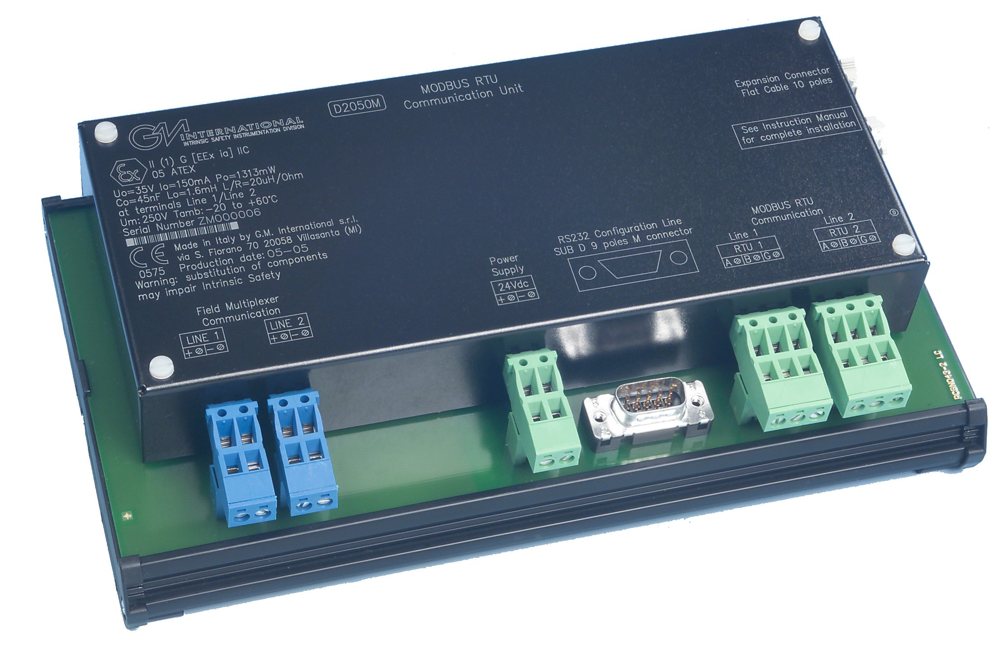 GM INTERNATIONAL
INTRINSIC SAFETY INSTRUMENTATION DIVISION
D2050M
MODBUS RTU
Communication Unit
Expansion Connector
Flat Cable 10 poles
See Instruction Manual
for complete installation
Ex
II (1) G [EEx ia] IIC
05 ATEX
Uo=35V Io=150mA Po=1313mW
Co=45nF Lo=1.6mH L/R=20uH/Ohm
at terminals Line 1/Line 2
Um:250V Tamb:-20 to +60°C
Serial Number ZM000006
CE
0575
Made in Italy by G.M. International s.r.l.
via S. Fiorano 70 20058 Villasanta (MI)
Production date: 05-05
Warning: substitution of components
may impair Intrinsic Safety
Field Multiplexer
Communication
LINE 1
+ -
LINE 2
+ -
Power
Supply
24Vdc
+ -
RS232 Configuration Line
SUB D 9 poles M connector
MODBUS RTU
Communication
Line 1
RTU 1
A B G
Line 2
RTU 2
A B G
0
PCBN043-2 LC